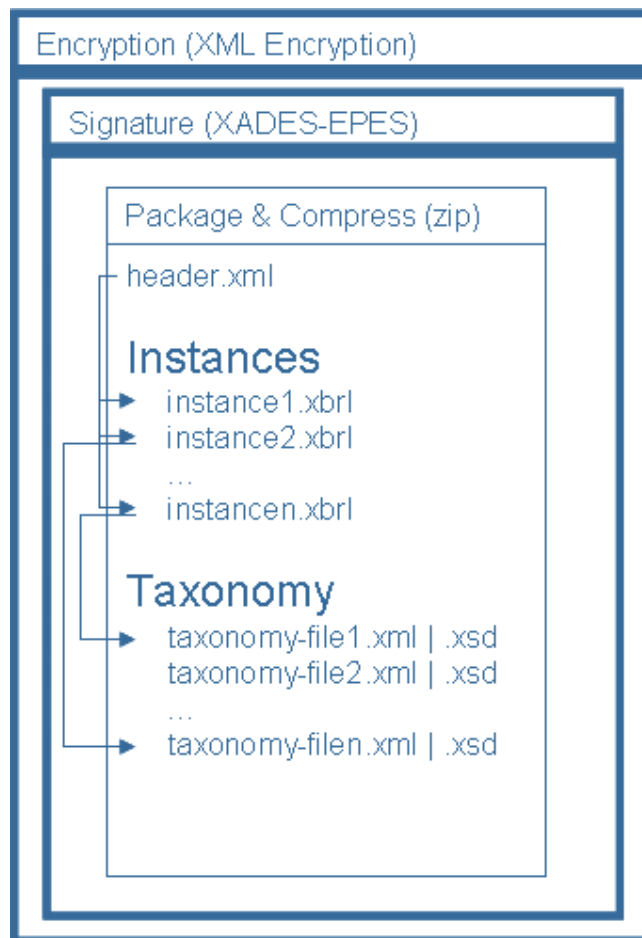 Encryption (XML Encryption)
Signature (XADES-EPES)
Package & Compress (zip)
header.xml
Instances
instance1.xbrl
instance2.xbrl
...
instancen.xbrl
Taxonomy
taxonomy-file1.xml | .xsd
taxonomy-file2.xml | .xsd
...
taxonomy-filen.xml | .xsd